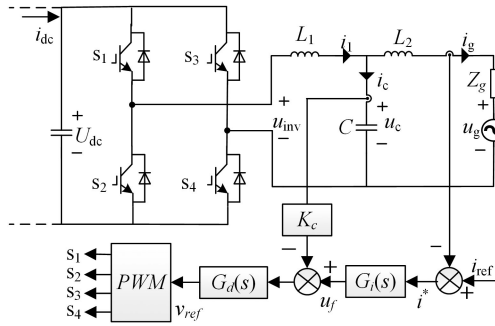 i_dc
S_1
S_3
L_1
i_1
L_2
i_g
i_c
Z_g
+
U_dc
−
+
u_inv
−
C
+
u_c
−
+
u_g
−
S_2
S_4
K_c
−
−
S_1
S_2
S_3
S_4
PWM
v_ref
G_d(s)
+
u_f
G_i(s)
i^*
+
i_ref